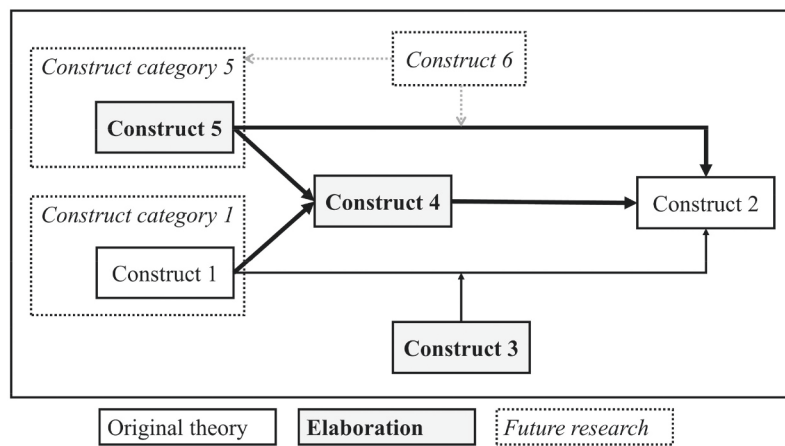 Construct category 5
Construct 6
Construct 5
Construct 4
Construct 2
Construct category 1
Construct 1
Construct 3
Original theory
Elaboration
Future research